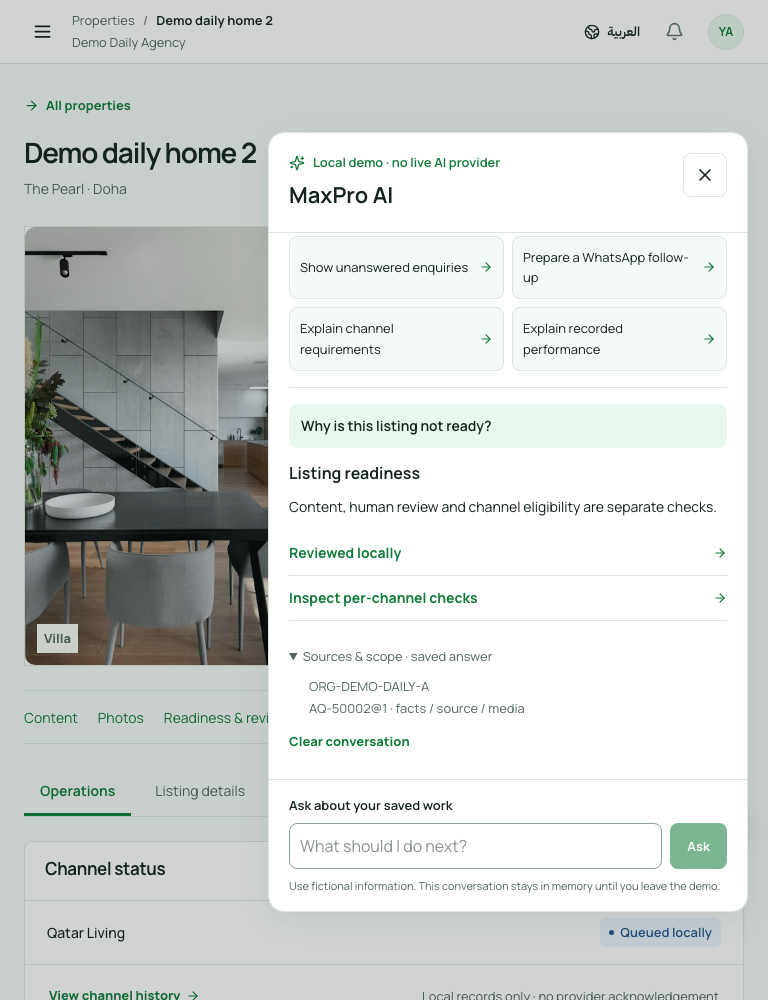 Properties / Demo daily home 2
Demo Daily Agency
العربية
YA
All properties
Demo daily home 2
The Pearl · Doha
Villa
Content Photos Readiness & revi
Operations Listing details
Channel status
Qatar Living
Queued locally
View channel history
Local records only · no provider acknowledgement
Local demo · no live AI provider
MaxPro AI
Show unanswered enquiries
Prepare a WhatsApp follow-
up
Explain channel
requirements
Explain recorded
performance
Why is this listing not ready?
Listing readiness
Content, human review and channel eligibility are separate checks.
Reviewed locally
Inspect per-channel checks
Sources & scope · saved answer
ORG-DEMO-DAILY-A
AQ-50002@1 · facts / source / media
Clear conversation
Ask about your saved work
What should I do next?
Ask
Use fictional information. This conversation stays in memory until you leave the demo.